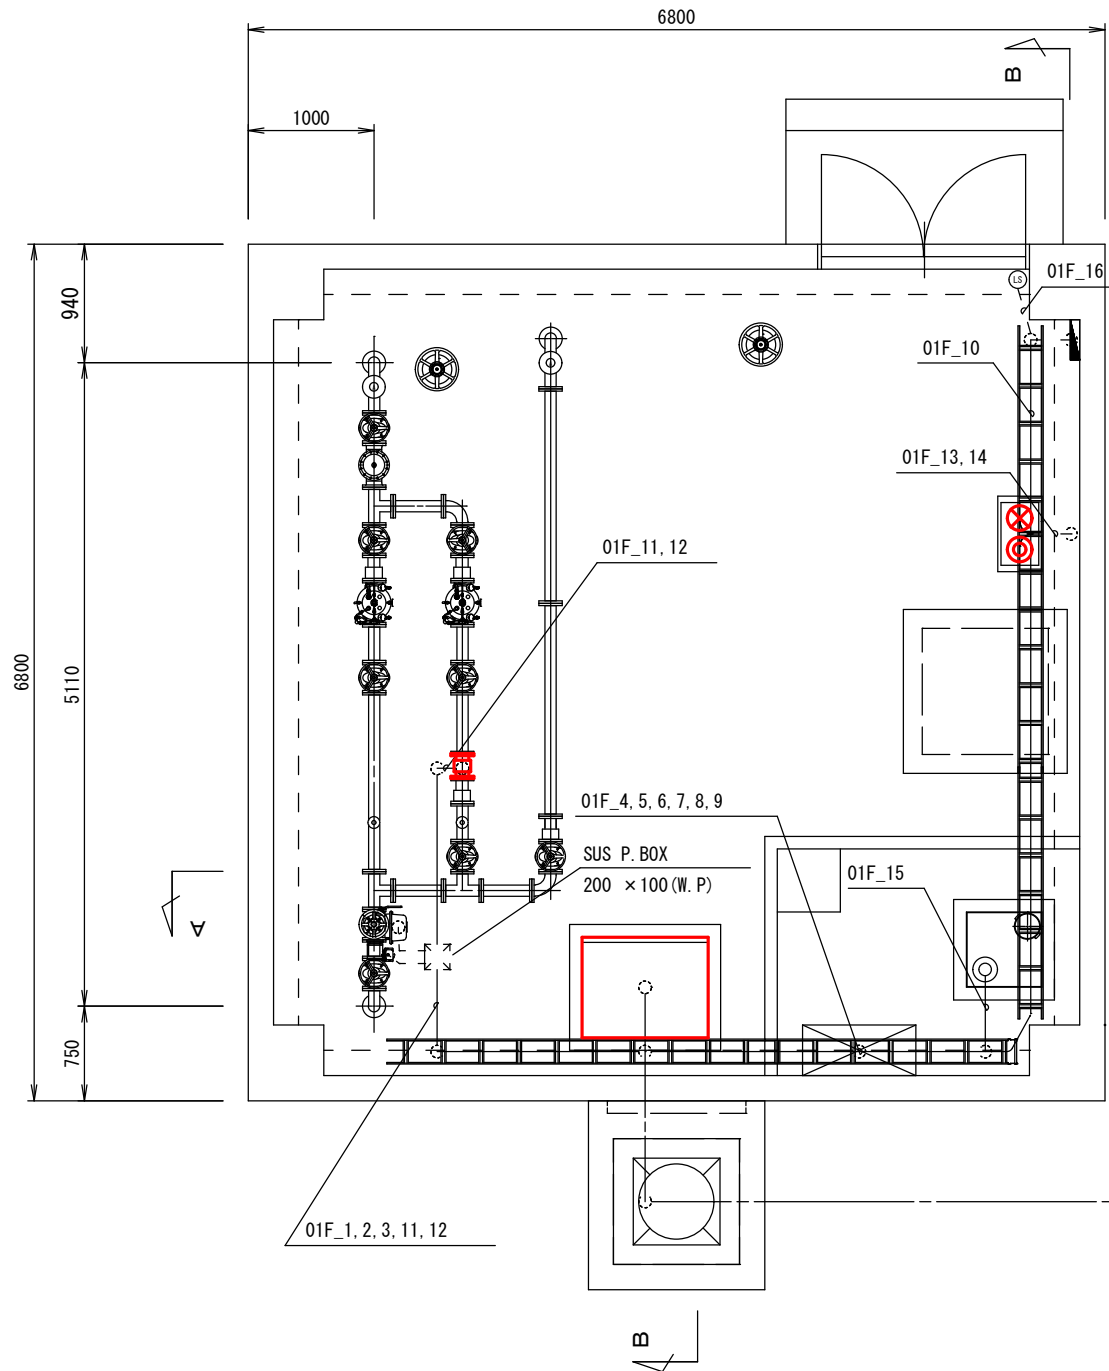 6800
B
1000
LS
01F_16
940
01F_10
01F_13, 14
01F_11, 12
6800
5110
01F_4, 5, 6, 7, 8, 9
SUS P.BOX
200 ×100(W.P)
01F_15
A
750
01F_1, 2, 3, 11, 12
B